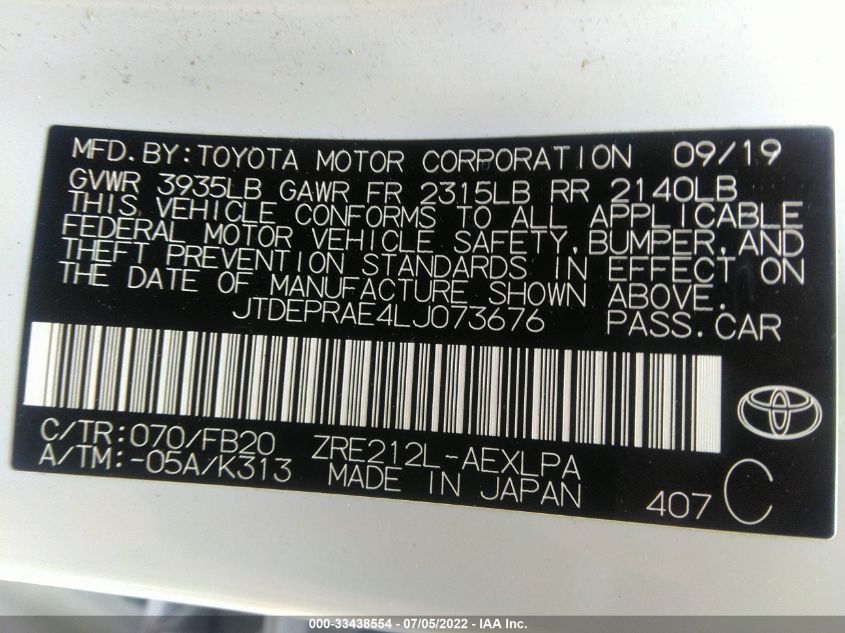 MFD.BY:TOYOTA MOTOR CORPORATION 09/19
GVWR 3935LB GAWR FR 2315LB RR 2140LB
THIS VEHICLE CONFORMS TO ALL APPLICABLE
FEDERAL MOTOR VEHICLE SAFETY,BUMPER,AND
THEFT PREVENTION STANDARDS IN EFFECT ON
THE DATE OF MANUFACTURE SHOWN ABOVE.
JTDEPRAE4LJ073676 PASS.CAR
C/TR:070/FB20 ZRE212L-AEXLPA
A/TM:-05A/K313 MADE IN JAPAN
407 C
000-33438554 - 07/05/2022 - IAA Inc.